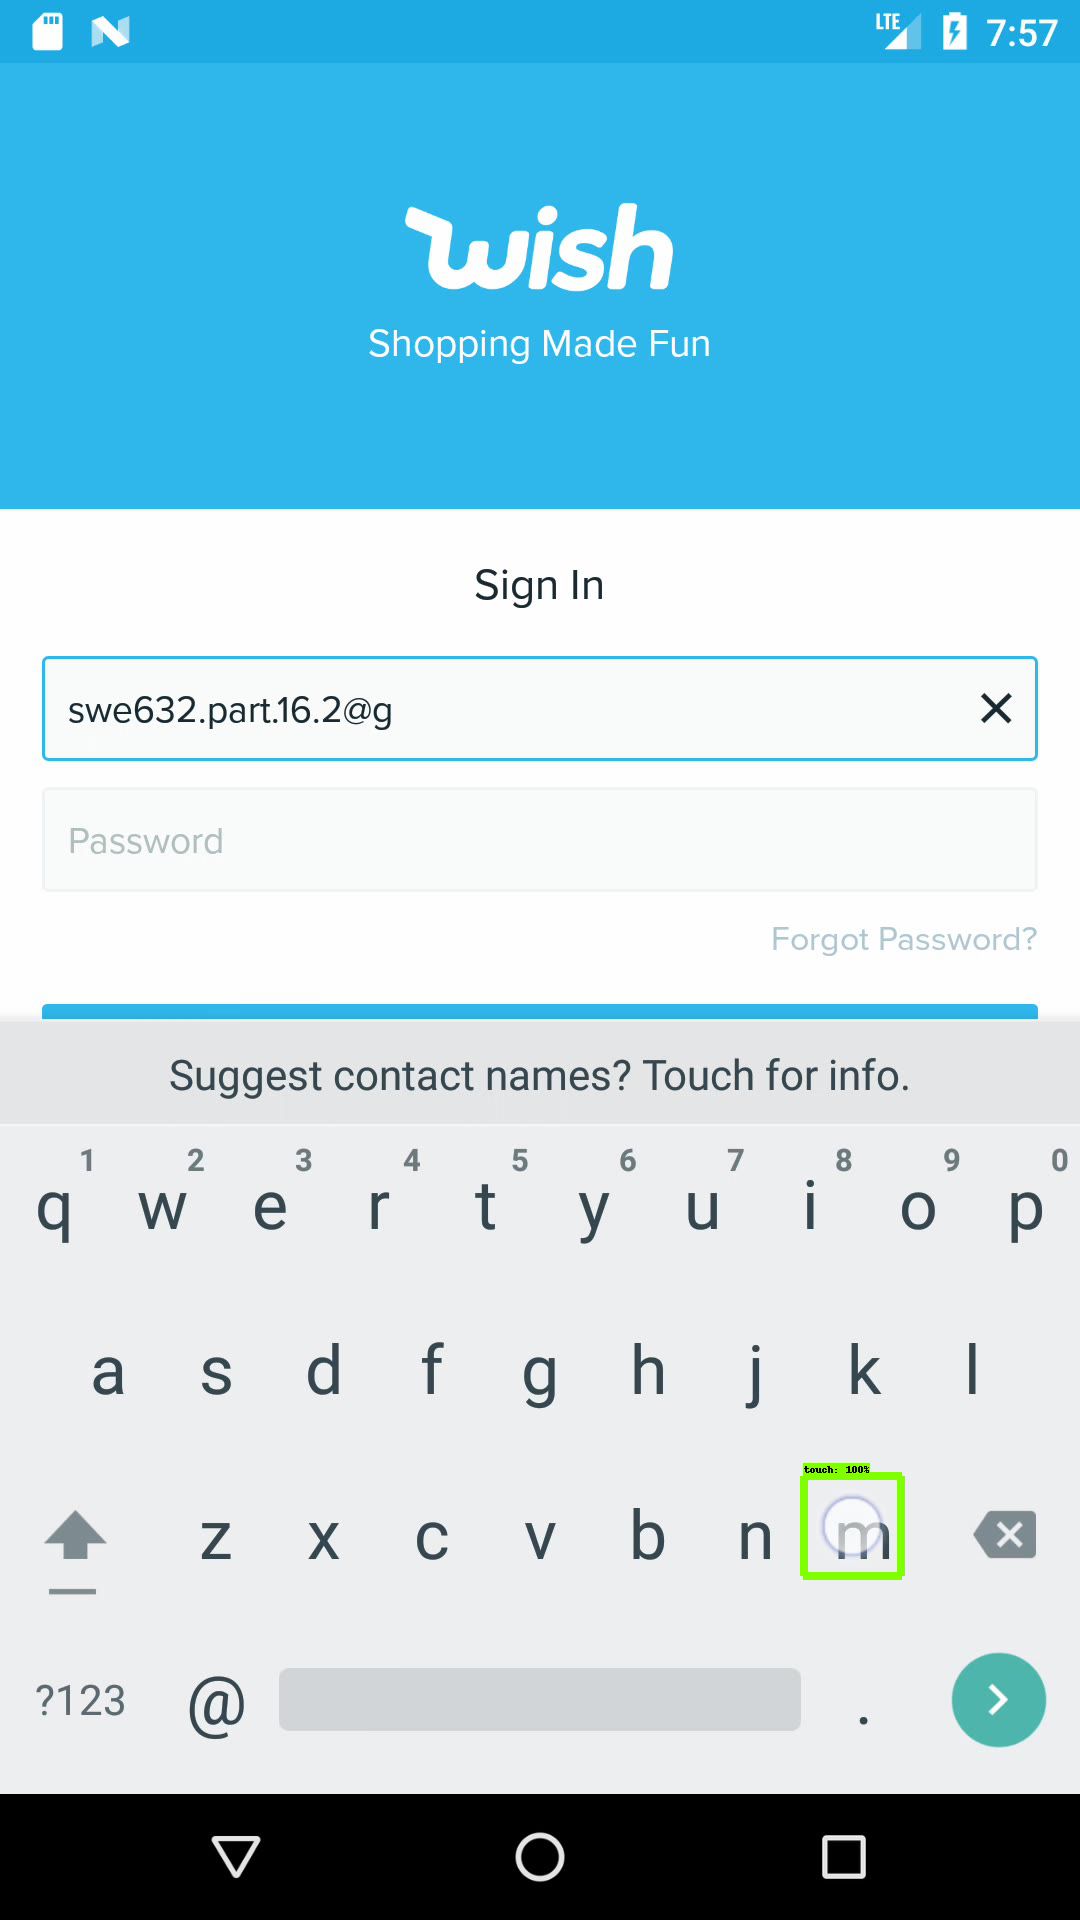 LTE 7:57
wish
Shopping Made Fun
Sign In
swe632.part.16.2@g
Password
Forgot Password?
Suggest contact names? Touch for info.
1 2 3 4 5 6 7 8 9 0
q w e r t y u i o p
a s d f g h j k l
touch: 100%
z x c v b n m
?123 @ .